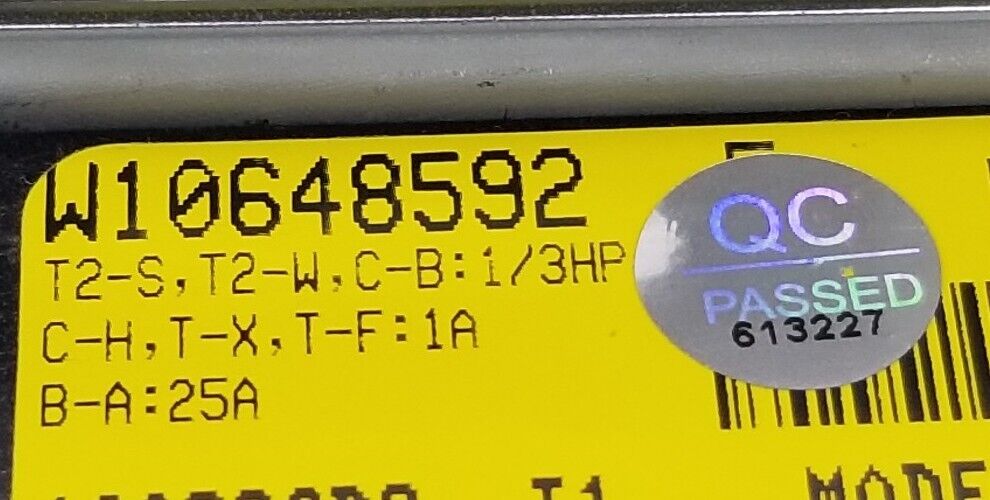 W10648592
T2-S,T2-W,C-B:1/3HP
C-H,T-X,T-F:1A
B-A:25A
QC
PASSED
613227